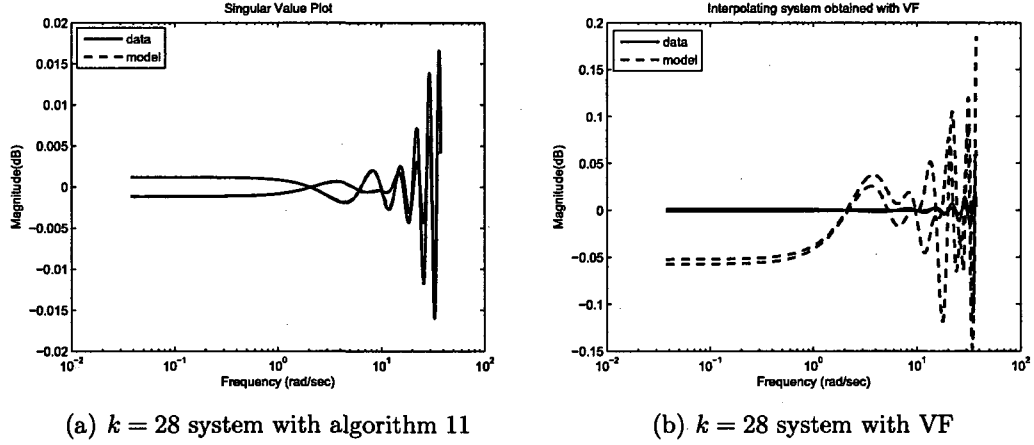 Singular Value Plot
0.02
0.015
0.01
0.005
0
−0.005
−0.01
−0.015
−0.02
Magnitude(dB)
data
model
10^-2
10^-1
10^0
10^1
10^2
Frequency (rad/sec)
(a) k = 28 system with algorithm 11
Interpolating system obtained with VF
0.2
0.15
0.1
0.05
0
−0.05
−0.1
−0.15
Magnitude(dB)
data
model
10^-2
10^-1
10^0
10^1
10^2
Frequency (rad/sec)
(b) k = 28 system with VF